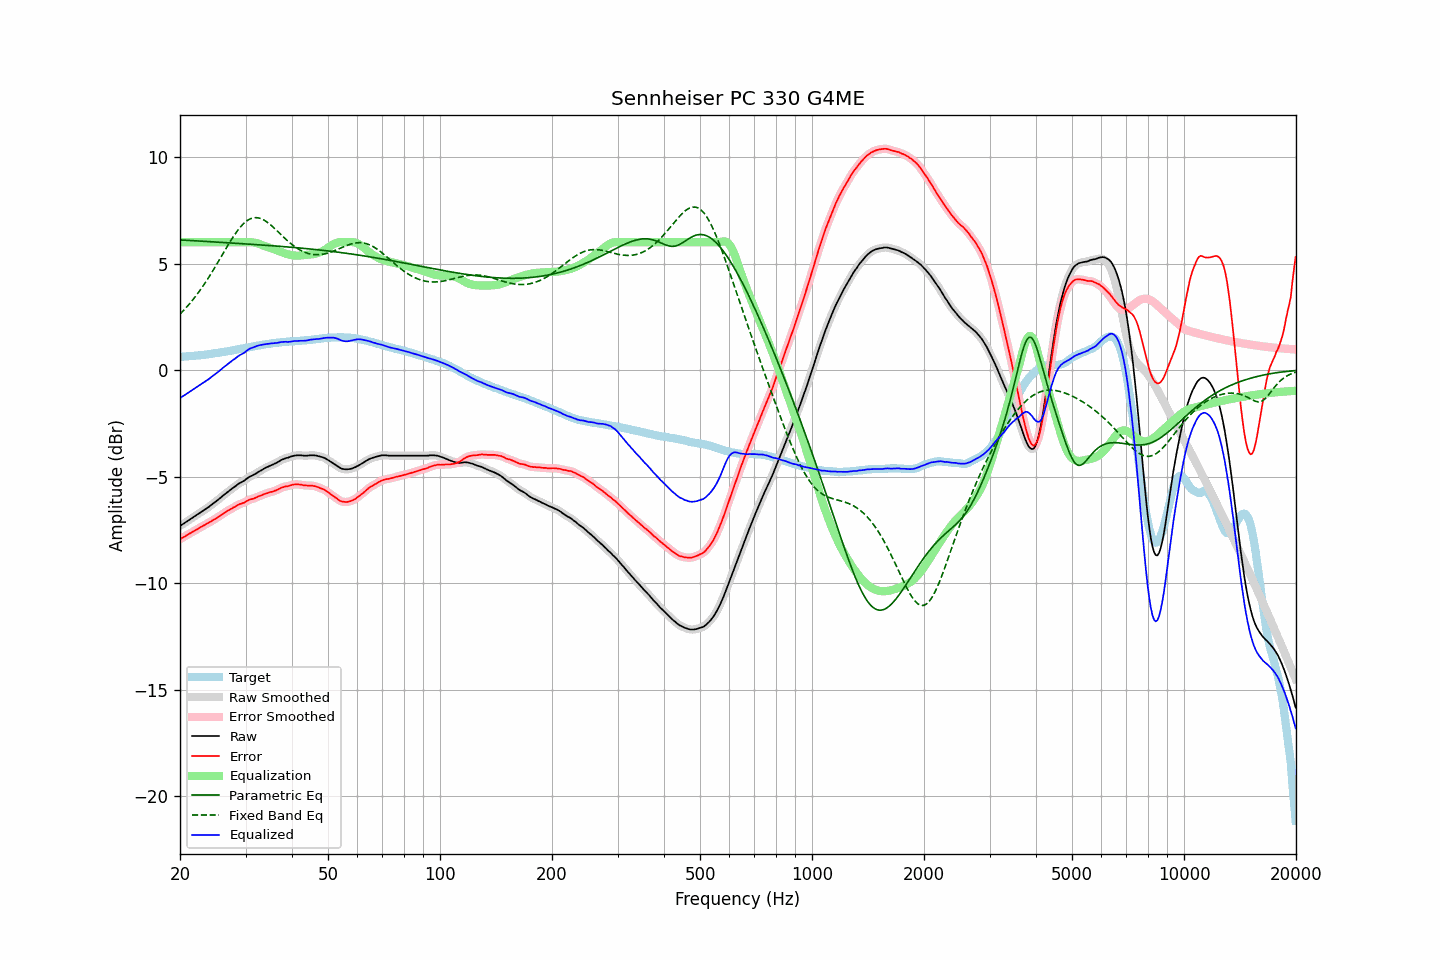 Sennheiser PC 330 G4ME
Amplitude (dBr)
10
5
0
−5
−10
−15
−20
Target
Raw Smoothed
Error Smoothed
Raw
Error
Equalization
Parametric Eq
Fixed Band Eq
Equalized
20 50 100 200 500 1000 2000 5000 10000 20000
Frequency (Hz)